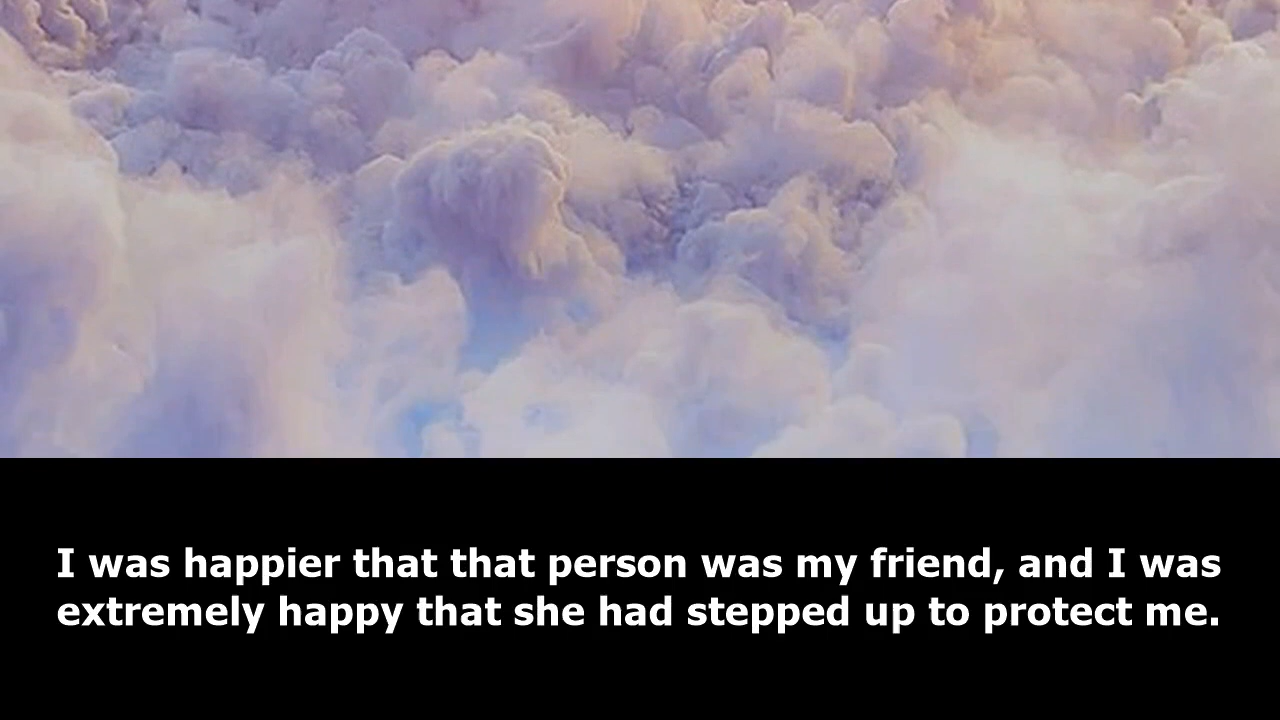 I was happier that that person was my friend, and I was
extremely happy that she had stepped up to protect me.